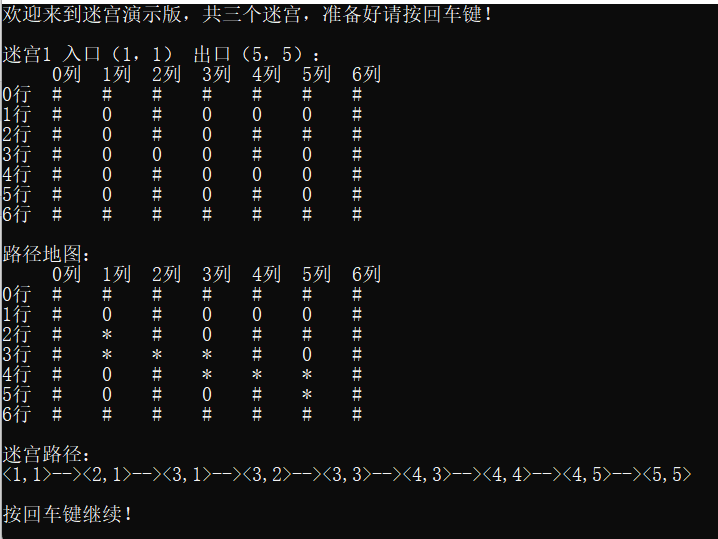 欢迎来到迷宫演示版，共三个迷宫，准备好请按回车键！
迷宫1 入口（1，1） 出口（5，5）：
0列 1列 2列 3列 4列 5列 6列
0行 # # # # # # #
1行 # 0 # 0 0 0 #
2行 # 0 # 0 # # #
3行 # 0 0 0 # 0 #
4行 # 0 # 0 0 0 #
5行 # 0 # 0 # 0 #
6行 # # # # # # #
路径地图：
0列 1列 2列 3列 4列 5列 6列
0行 # # # # # # #
1行 # 0 # 0 0 0 #
2行 # * # 0 # # #
3行 # * * * # 0 #
4行 # 0 # * * * #
5行 # 0 # 0 # * #
6行 # # # # # # #
迷宫路径：
<1,1>--><2,1>--><3,1>--><3,2>--><3,3>--><4,3>--><4,4>--><4,5>--><5,5>
按回车键继续！